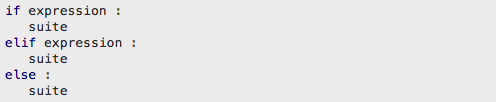 if expression :
   suite
elif expression :
   suite
else :
   suite